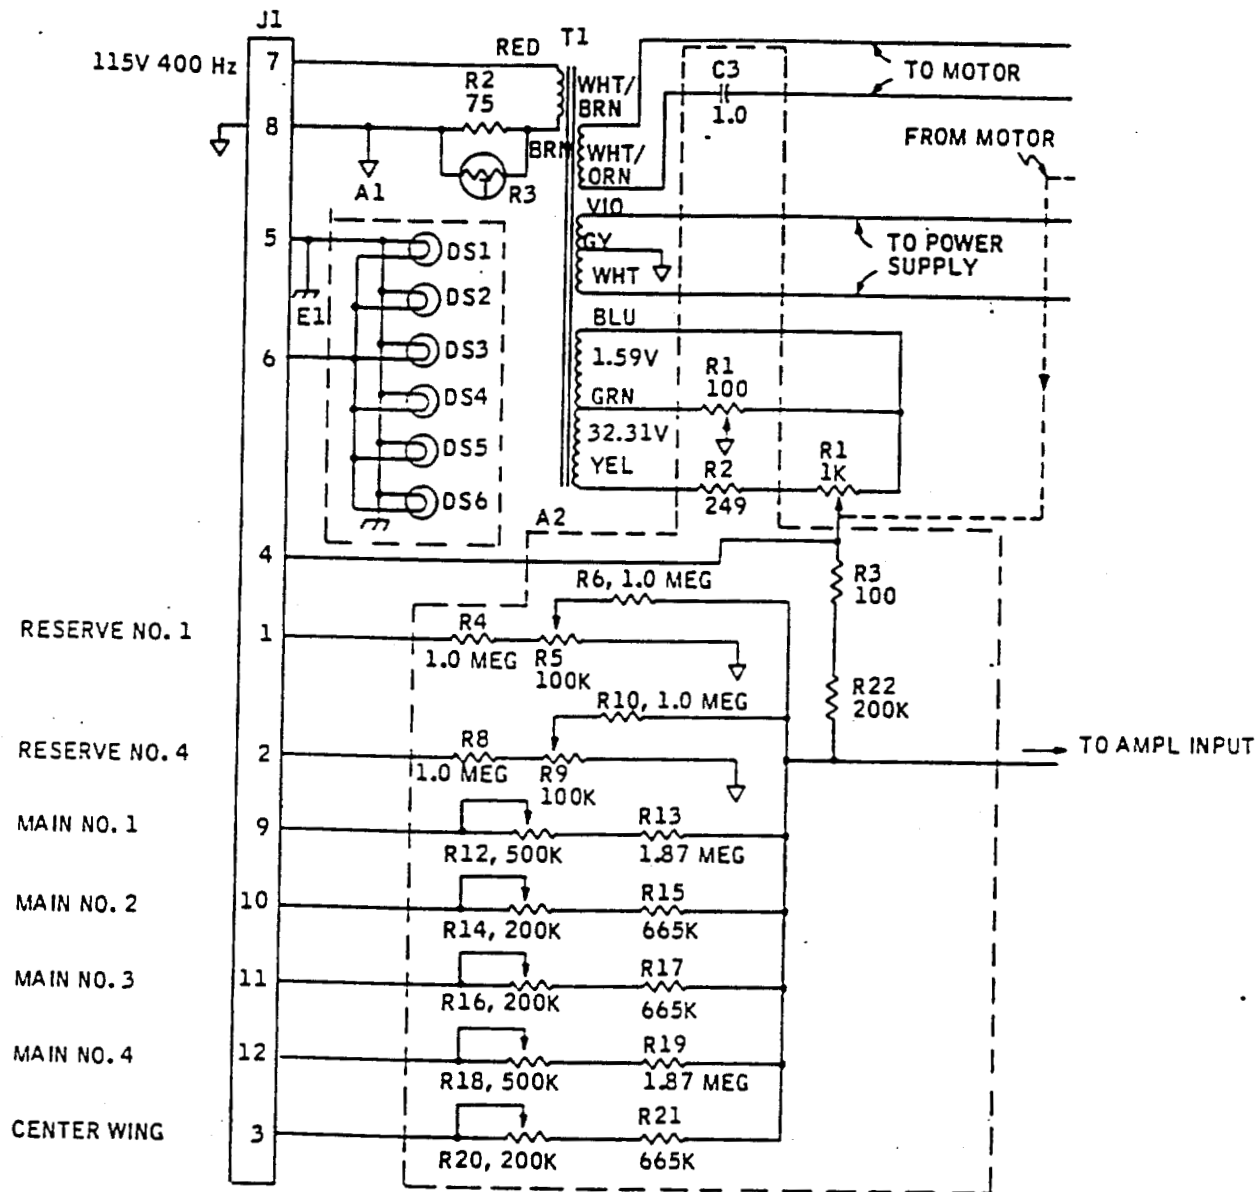 J1
115V 400 Hz
7
RED
T1
R2
75
WHT/
BRN
C3
1.0
TO MOTOR
8
BRN
WHT/
ORN
FROM MOTOR
A1
R3
VIO
5
DS1
GY
TO POWER
SUPPLY
WHT
DS2
E1
BLU
6
DS3
1.59V
R1
100
DS4
GRN
32.31V
R1
1K
DS5
YEL
R2
249
DS6
A2
4
R6, 1.0 MEG
R3
100
RESERVE NO. 1
1
R4
1.0 MEG
R5
100K
R10, 1.0 MEG
R22
200K
RESERVE NO. 4
2
R8
1.0 MEG
R9
100K
TO AMPL INPUT
MAIN NO. 1
9
R13
R12, 500K
1.87 MEG
MAIN NO. 2
10
R15
R14, 200K
665K
MAIN NO. 3
11
R17
R16, 200K
665K
MAIN NO. 4
12
R19
R18, 500K
1.87 MEG
CENTER WING
3
R21
R20, 200K
665K